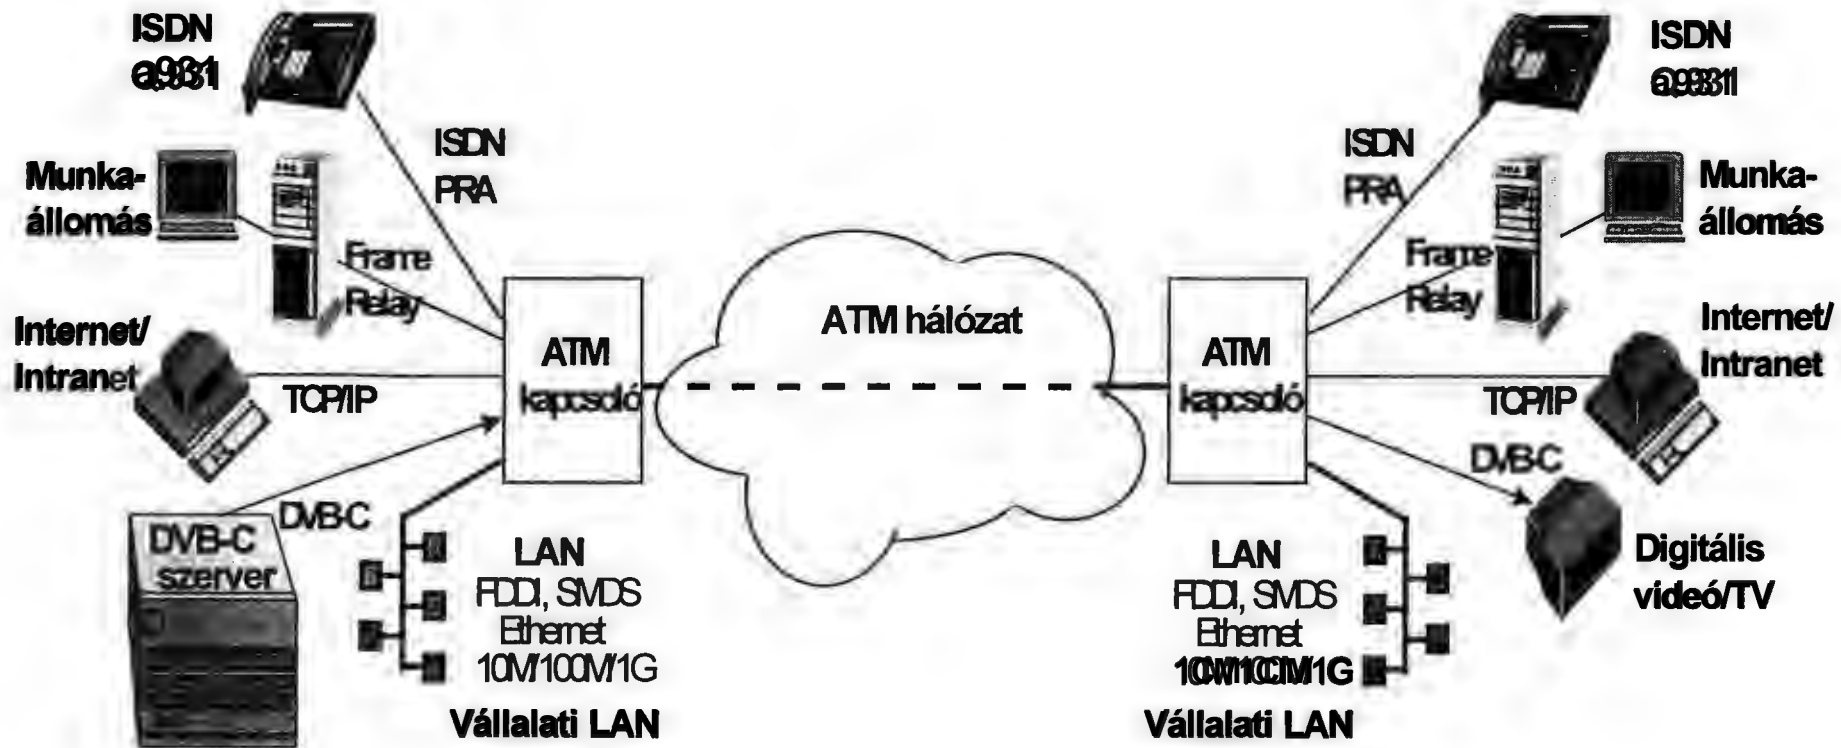 ISDN
Q.931
ISDN
PRA
Munka-
állomás
Frame
Relay
Internet/
Intranet
TCP/IP
ATM
kapcsoló
DVB-C
DVB-C
szerver
LAN
FDDI, SMDS
Ethernet
10M/100M/1G
Vállalati LAN
ATM hálózat
ISDN
Q.931
ISDN
PRA
Munka-
állomás
Frame
Relay
Internet/
Intranet
TCP/IP
ATM
kapcsoló
DVB-C
Digitális
videó/TV
LAN
FDDI, SMDS
Ethernet
10M/100M/1G
Vállalati LAN